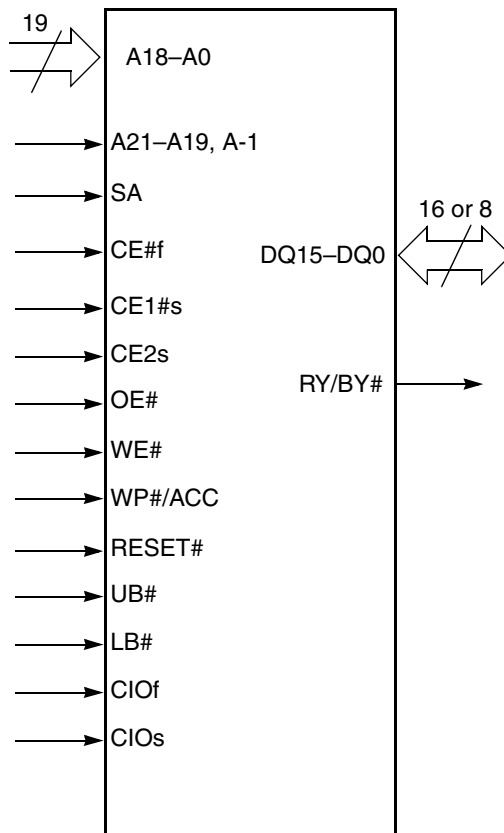 19
A18–A0
A21–A19, A-1
SA
16 or 8
CE#f
DQ15–DQ0
CE1#s
CE2s
RY/BY#
OE#
WE#
WP#/ACC
RESET#
UB#
LB#
CIOf
CIOs